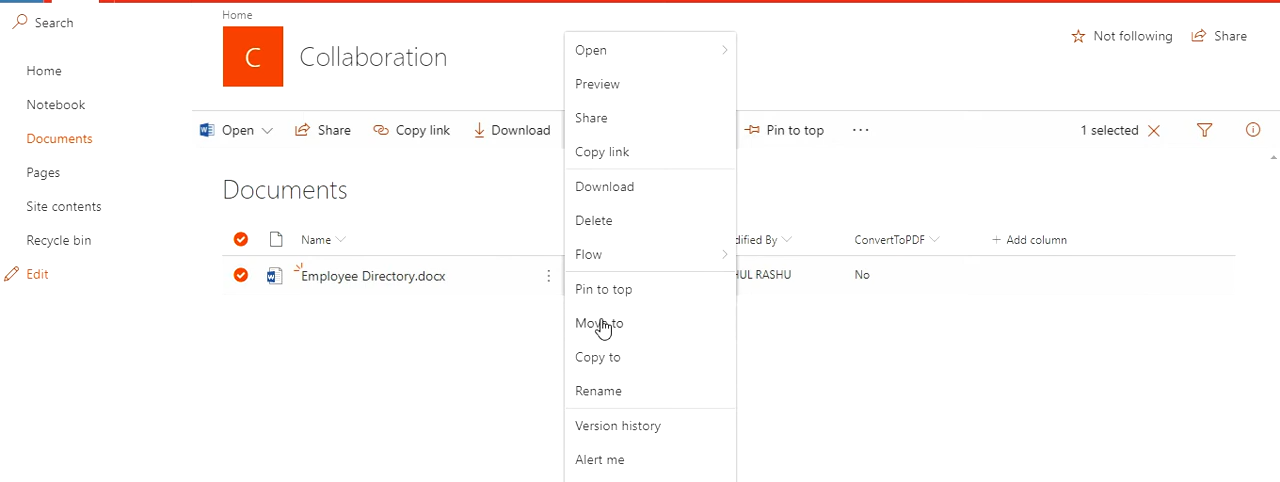 Search
Home
Notebook
Documents
Pages
Site contents
Recycle bin
Edit
Home
C
Collaboration
Not following
Share
Open
Share
Copy link
Download
Pin to top
...
1 selected
Documents
Name
dified By
ConvertToPDF
+ Add column
Employee Directory.docx
HUL RASHU
No
Open
Preview
Share
Copy link
Download
Delete
Flow
Pin to top
Move to
Copy to
Rename
Version history
Alert me